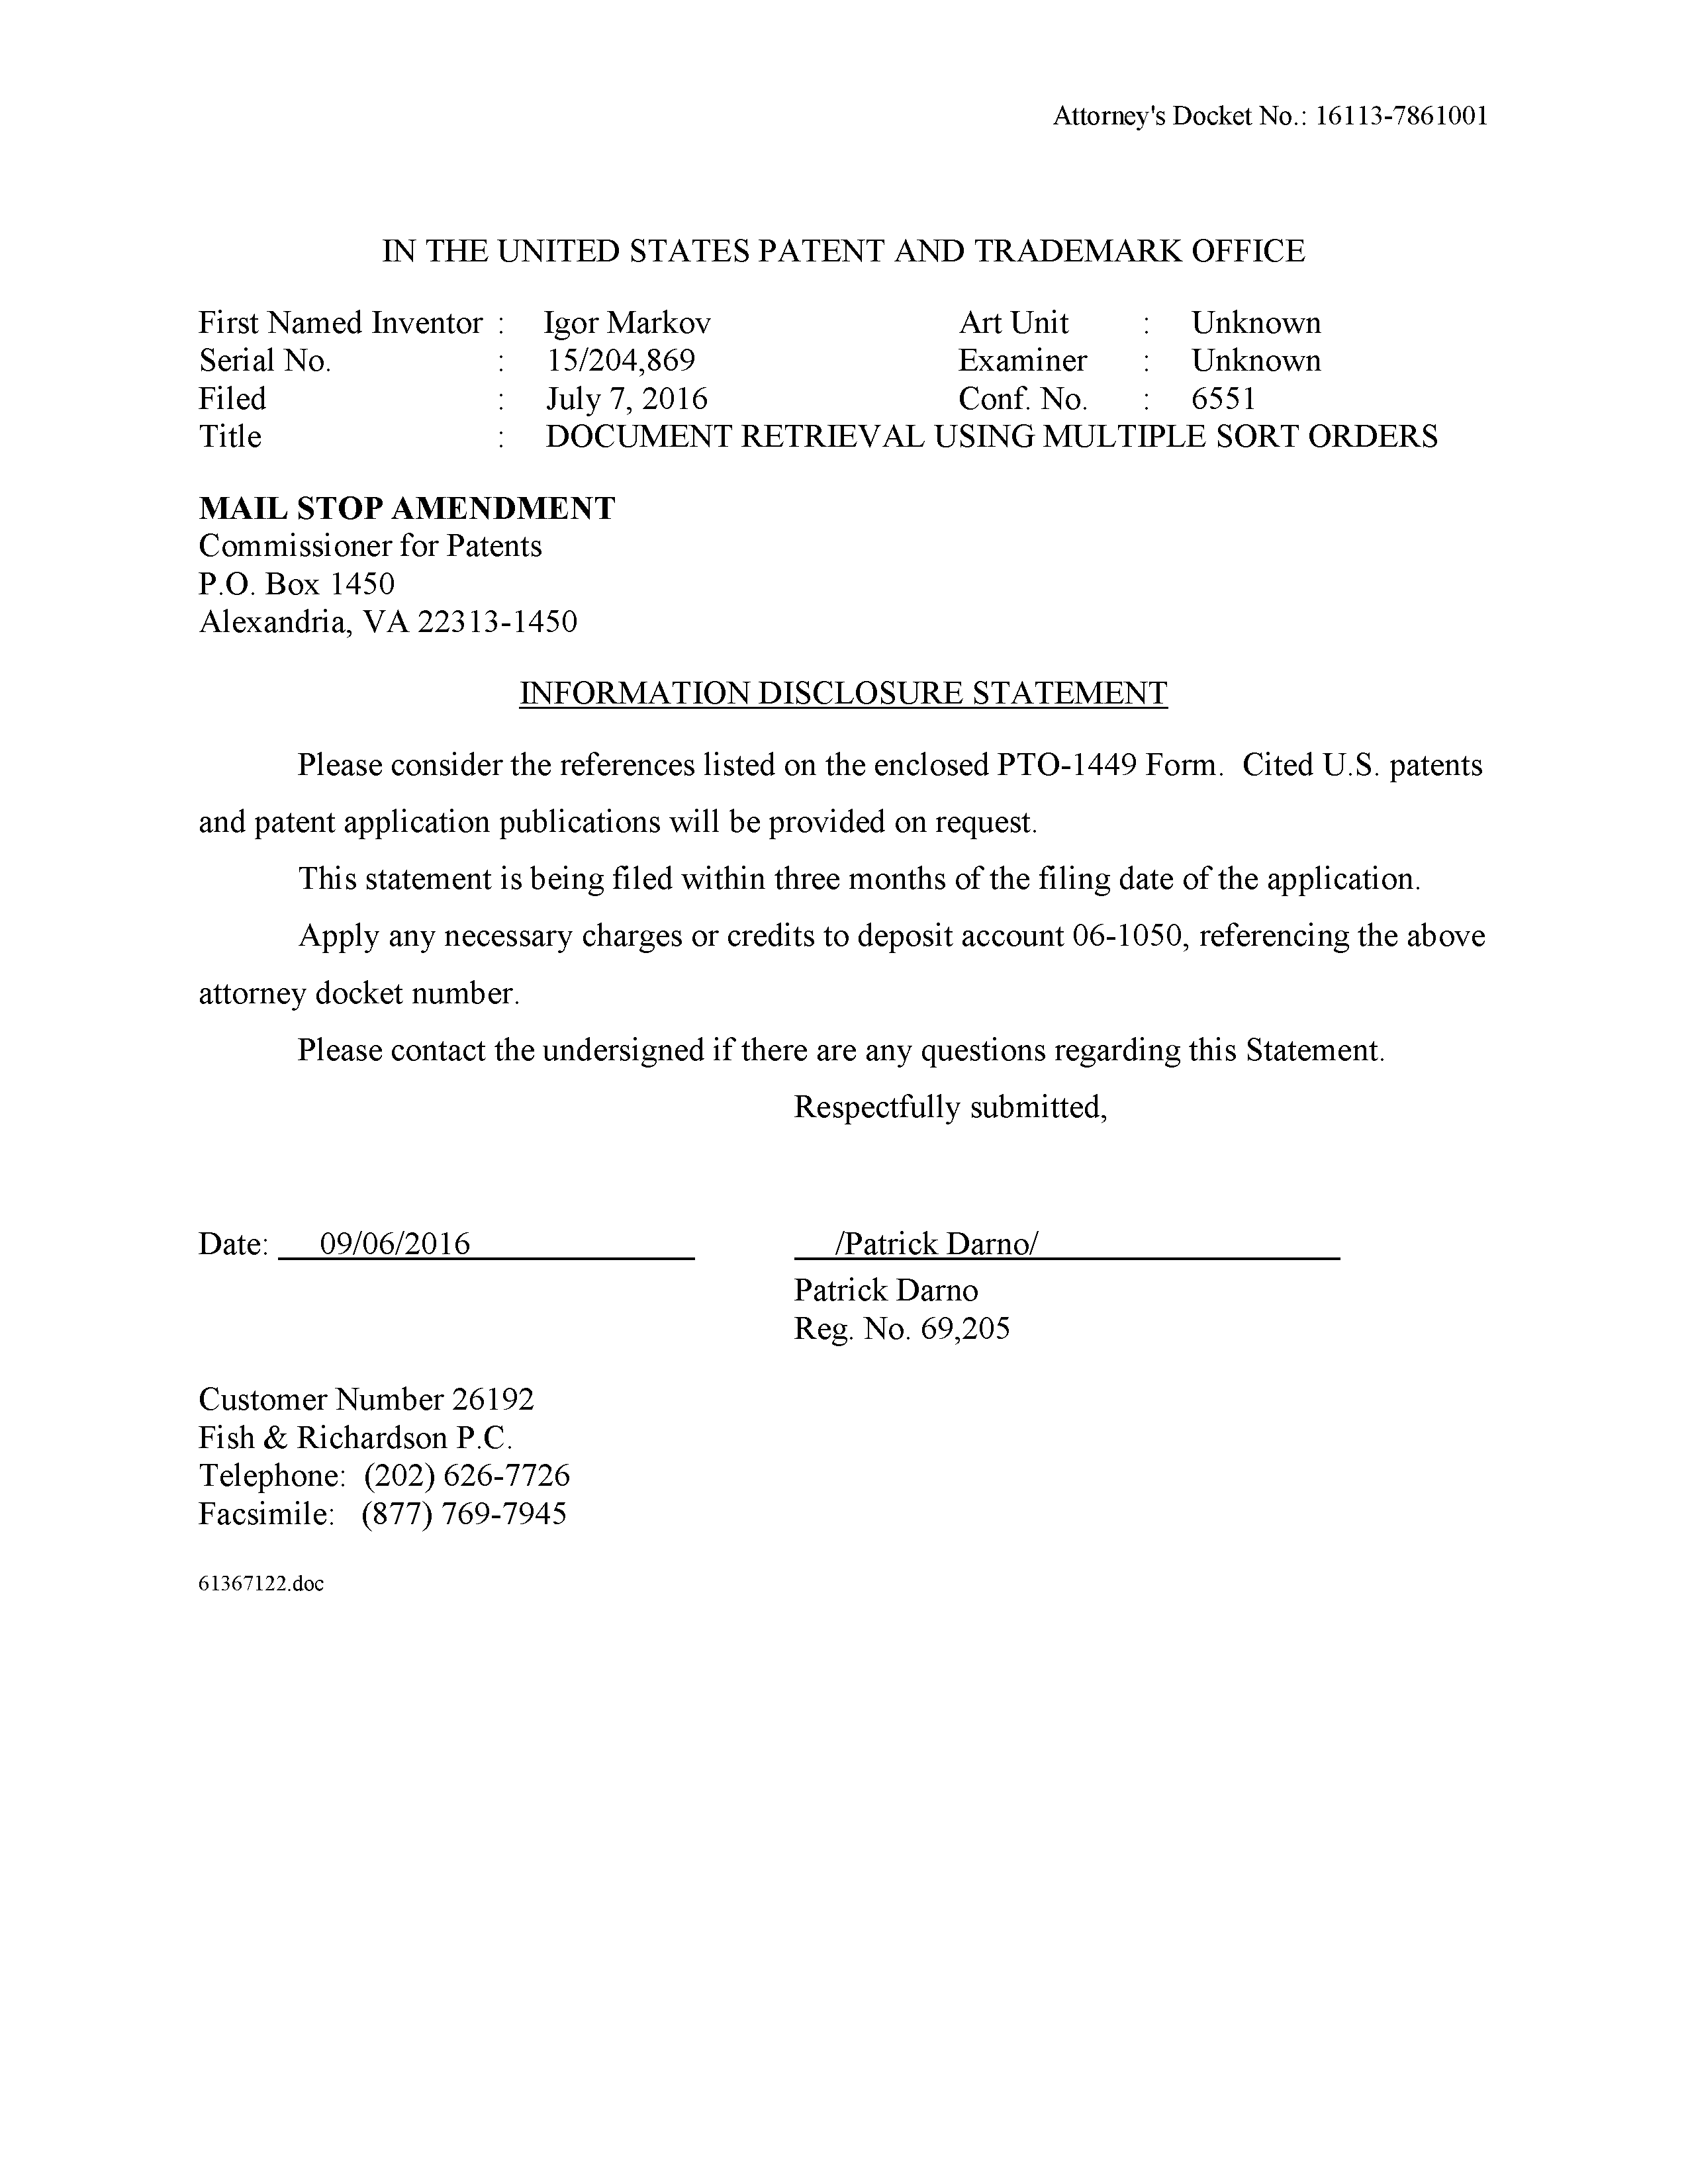 Attorney's Docket No.: 16113-7861001
IN THE UNITED STATES PATENT AND TRADEMARK OFFICE
First Named Inventor : Igor Markov Art Unit : Unknown
Serial No. : 15/204,869 Examiner : Unknown
Filed : July 7, 2016 Conf. No. : 6551
Title : DOCUMENT RETRIEVAL USING MULTIPLE SORT ORDERS
MAIL STOP AMENDMENT
Commissioner for Patents
P.O. Box 1450
Alexandria, VA 22313-1450
INFORMATION DISCLOSURE STATEMENT
Please consider the references listed on the enclosed PTO-1449 Form. Cited U.S. patents
and patent application publications will be provided on request.
This statement is being filed within three months of the filing date of the application.
Apply any necessary charges or credits to deposit account 06-1050, referencing the above
attorney docket number.
Please contact the undersigned if there are any questions regarding this Statement.
Respectfully submitted,
Date: 09/06/2016 /Patrick Darno/
Patrick Darno
Reg. No. 69,205
Customer Number 26192
Fish & Richardson P.C.
Telephone: (202) 626-7726
Facsimile: (877) 769-7945
61367122.doc